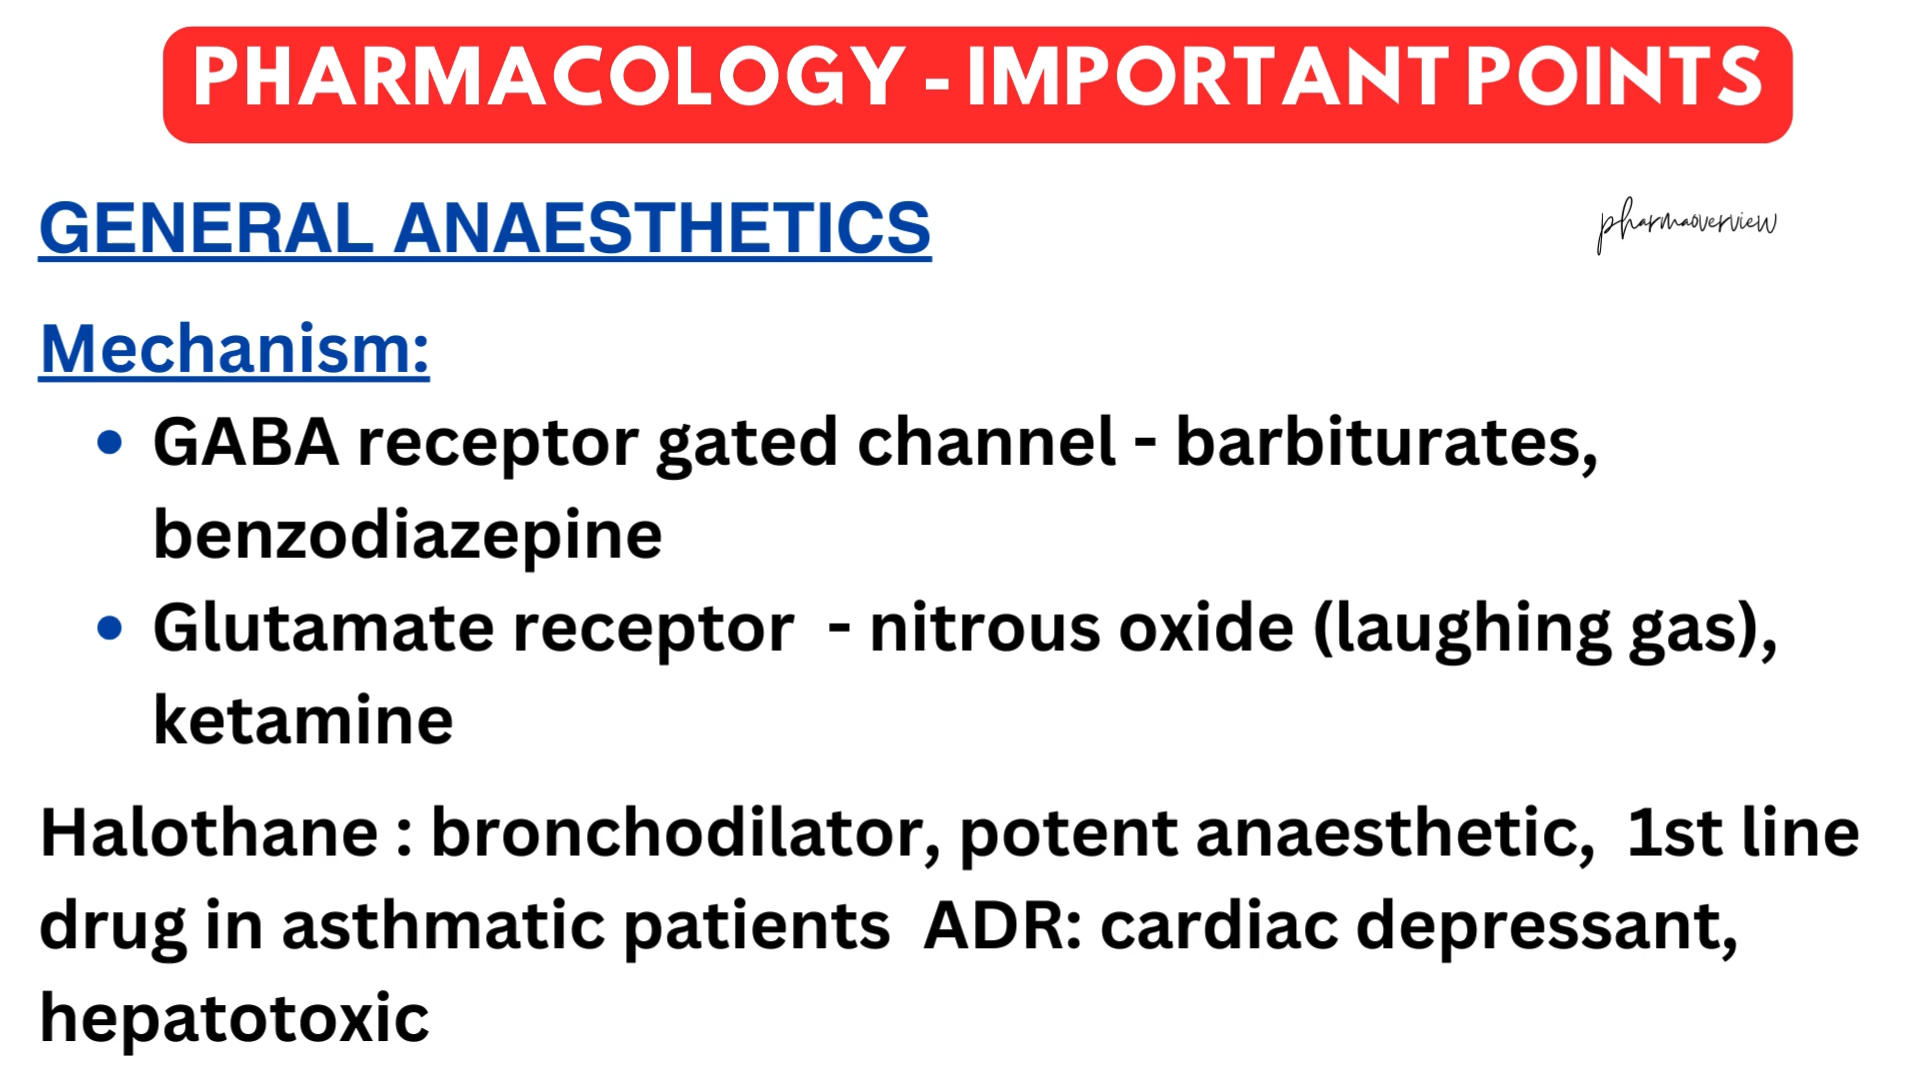 PHARMACOLOGY - IMPORTANT POINTS
GENERAL ANAESTHETICS
pharmaoverview
Mechanism:
• GABA receptor gated channel - barbiturates,
benzodiazepine
• Glutamate receptor - nitrous oxide (laughing gas),
ketamine
Halothane : bronchodilator, potent anaesthetic, 1st line
drug in asthmatic patients ADR: cardiac depressant,
hepatotoxic